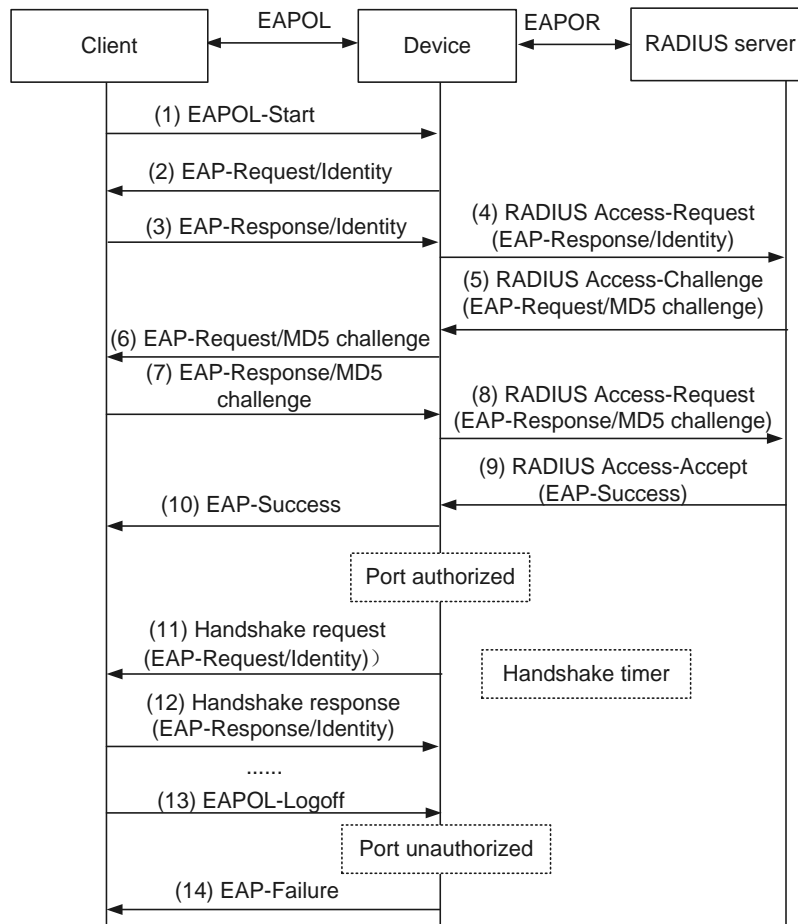 EAPOL
EAPOR
Client
Device
RADIUS server
(1) EAPOL-Start
(2) EAP-Request/Identity
(3) EAP-Response/Identity
(4) RADIUS Access-Request
(EAP-Response/Identity)
(5) RADIUS Access-Challenge
(EAP-Request/MD5 challenge)
(6) EAP-Request/MD5 challenge
(7) EAP-Response/MD5
challenge
(8) RADIUS Access-Request
(EAP-Response/MD5 challenge)
(9) RADIUS Access-Accept
(EAP-Success)
(10) EAP-Success
Port authorized
(11) Handshake request
(EAP-Request/Identity)）
Handshake timer
(12) Handshake response
(EAP-Response/Identity)
......
(13) EAPOL-Logoff
Port unauthorized
(14) EAP-Failure